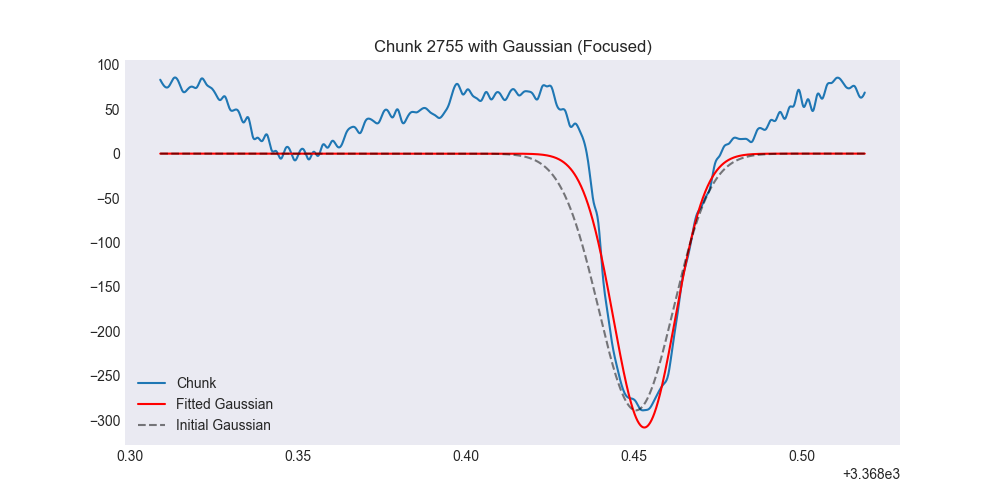 Chunk 2755 with Gaussian (Focused)
100
50
0
−50
−100
−150
−200
−250
−300
Chunk
Fitted Gaussian
Initial Gaussian
0.30 0.35 0.40 0.45 0.50
+3.368e3